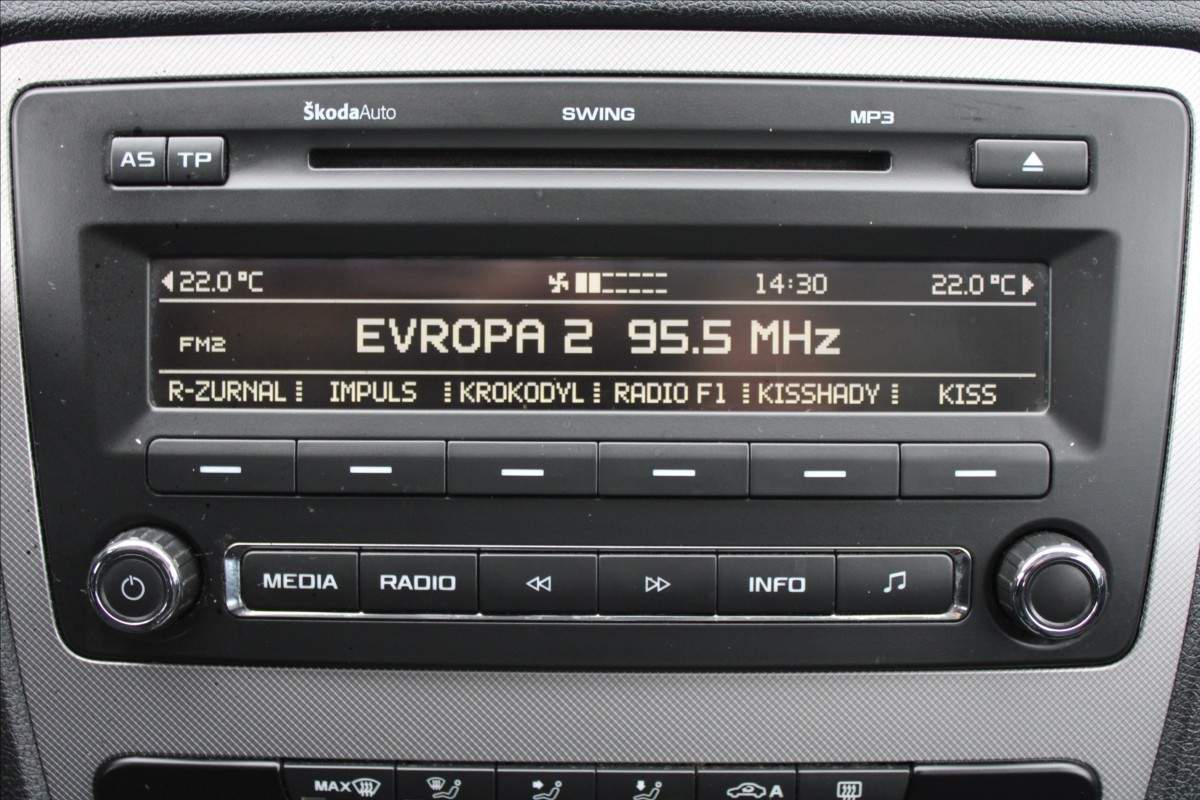 ŠkodaAuto SWING MP3
AS TP
22.0 °C 14:30 22.0 °C
FM2 EVROPA 2 95.5 MHz
R-ZURNAL IMPULS KROKODYL RADIO F1 KISSHADY KISS
MEDIA RADIO INFO
MAX A